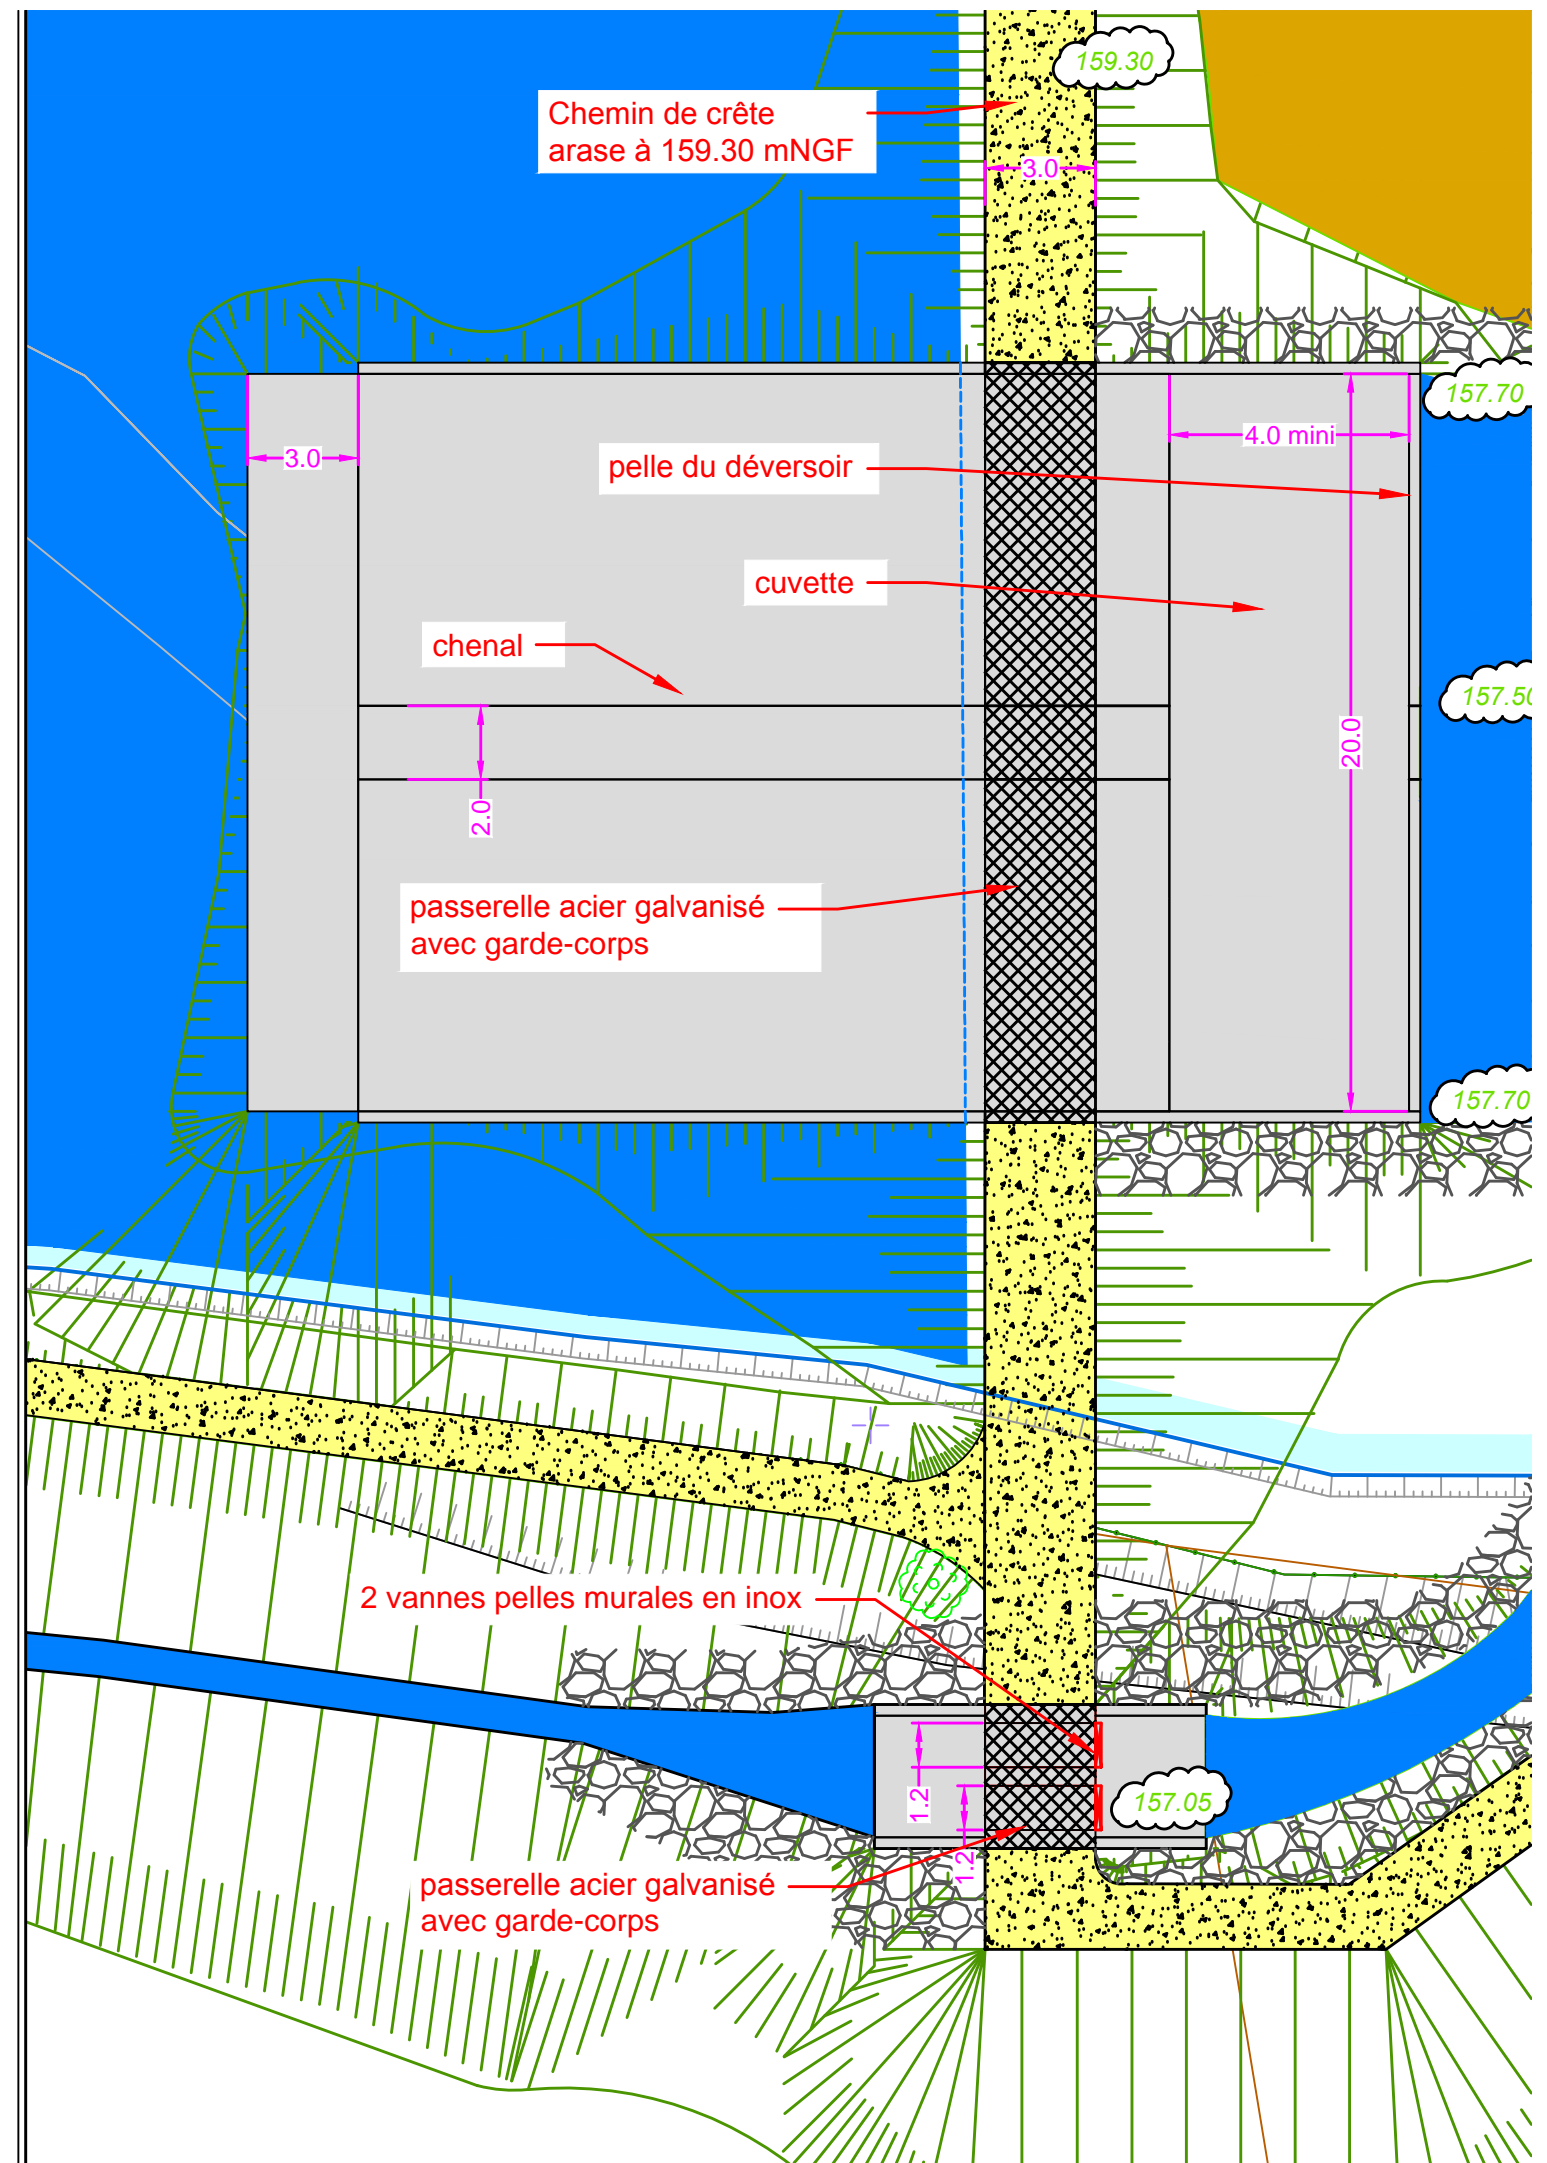 159.30
Chemin de crête
arase à 159.30 mNGF
3.0
157.70
4.0 mini
3.0
pelle du déversoir
cuvette
chenal
157.50
20.0
2.0
passerelle acier galvanisé
avec garde-corps
157.70
2 vannes pelles murales en inox
1.2
157.05
1.2
passerelle acier galvanisé
avec garde-corps